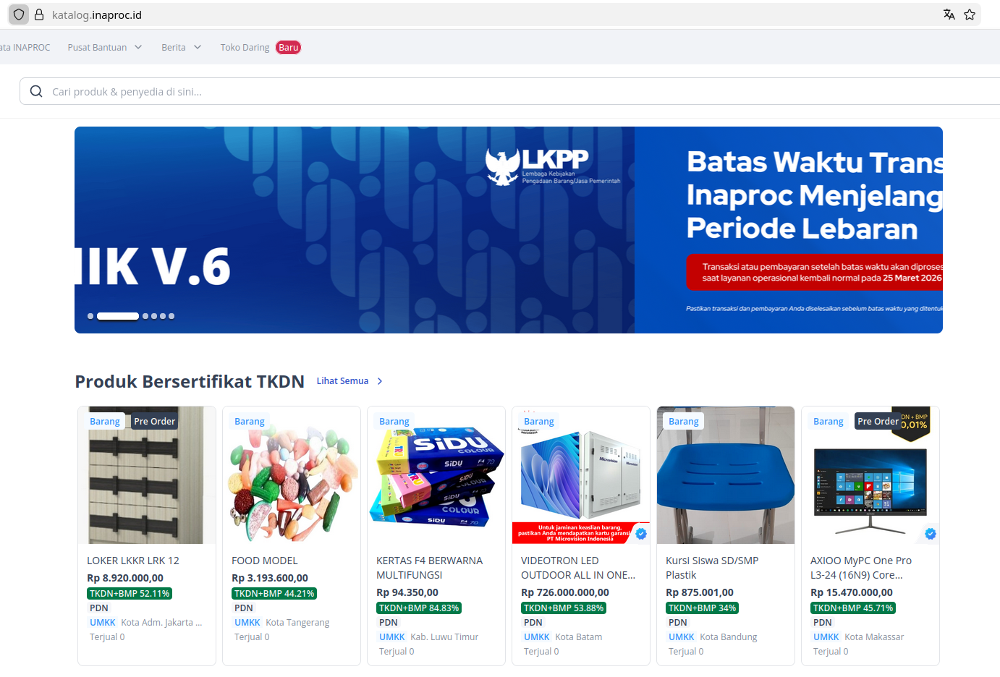 katalog.inaproc.id
ata INAPROC
Pusat Bantuan
Berita
Toko Daring
Baru
Cari produk & penyedia di sini...
LKPP
Lembaga Kebijakan
Pengadaan Barang/Jasa Pemerintah
IK V.6
Batas Waktu Trans
Inaproc Menjelang
Periode Lebaran
Transaksi atau pembayaran setelah batas waktu akan diproses
saat layanan operasional kembali normal pada 25 Maret 2026
Pastikan transaksi dan pembayaran Anda diselesaikan sebelum batas waktu yang ditentuk
Produk Bersertifikat TKDN
Lihat Semua
Barang
Pre Order
LOKER LKKR LRK 12
Rp 8.920.000,00
TKDN+BMP 52.11%
PDN
UMKK Kota Adm. Jakarta ...
Terjual 0
Barang
FOOD MODEL
Rp 3.193.600,00
TKDN+BMP 44.21%
PDN
UMKK Kota Tangerang
Terjual 0
Barang
SiDU
COLOUR
SiDU F4 70
SiDU
COLOUR
SiDU F4 70
KERTAS F4 BERWARNA
MULTIFUNGSI
Rp 94.350,00
TKDN+BMP 84.83%
PDN
UMKK Kab. Luwu Timur
Terjual 0
Barang
INDONESIA
Microvision
Microvision
Untuk jaminan keaslian barang,
pastikan Anda mendapatkan kartu garansi
PT Microvision Indonesia
VIDEOTRON LED
OUTDOOR ALL IN ONE...
Rp 726.000.000,00
TKDN+BMP 53.88%
PDN
UMKK Kota Batam
Terjual 0
Barang
Kursi Siswa SD/SMP
Plastik
Rp 875.001,00
TKDN+BMP 34%
PDN
UMKK Kota Bandung
Terjual 0
Barang
Pre Order
DN + BMP
0,01%
AXIOO MyPC One Pro
L3-24 (16N9) Core...
Rp 15.470.000,00
TKDN+BMP 45.71%
PDN
UMKK Kota Makassar
Terjual 0